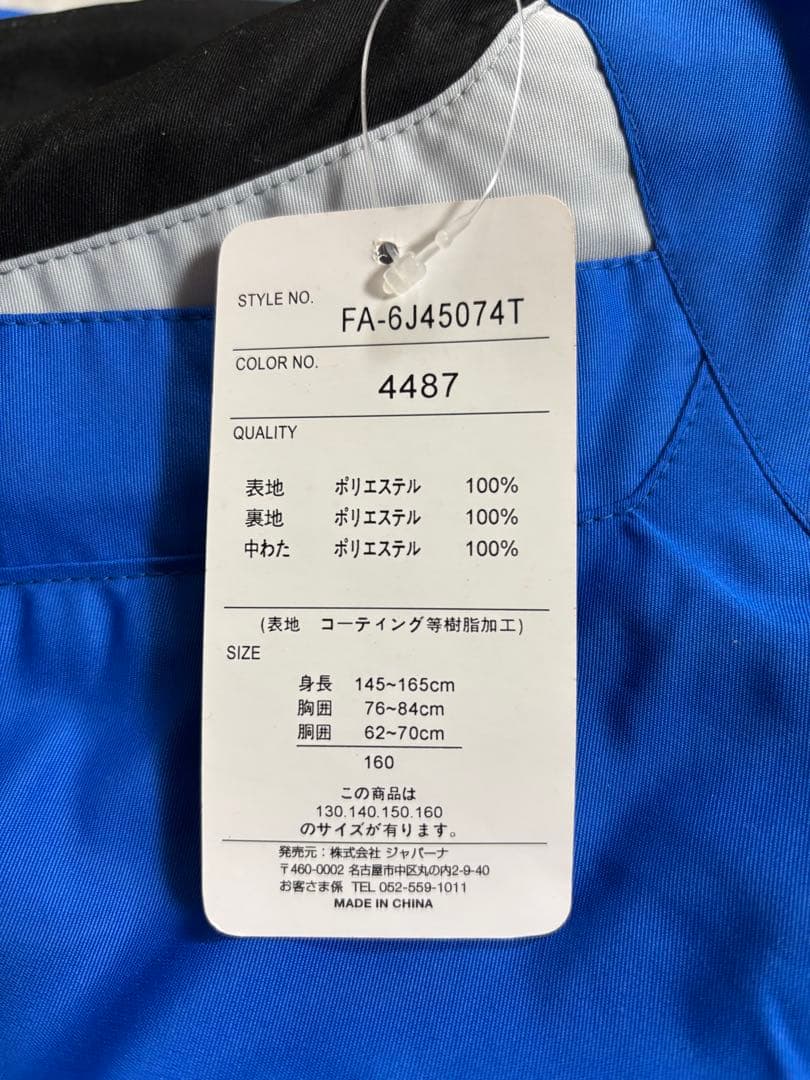 STYLE NO.
FA-6J45074T
COLOR NO.
4487
QUALITY
表地 ポリエステル 100%
裏地 ポリエステル 100%
中わた ポリエステル 100%
(表地 コーティング等樹脂加工)
SIZE
身長 145~165cm
胸囲 76~84cm
胴囲 62~70cm
160
この商品は
130.140.150.160
のサイズが有ります。
発売元：株式会社 ジャパーナ
〒460-0002 名古屋市中区丸の内2-9-40
お客さま係 TEL 052-559-1011
MADE IN CHINA